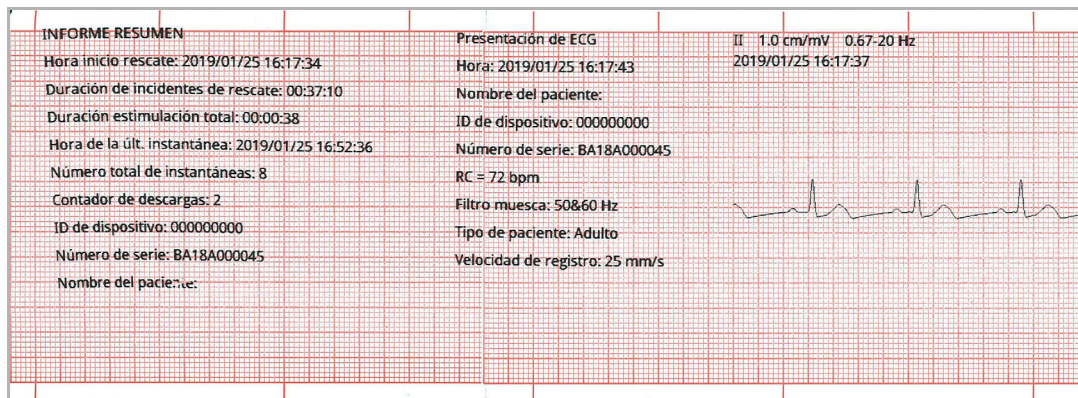 INFORME RESUMEN
Hora inicio rescate: 2019/01/25 16:17:34
Duración de incidentes de rescate: 00:37:10
Duración estimulación total: 00:00:38
Hora de la últ. instantánea: 2019/01/25 16:52:36
Número total de instantáneas: 8
Contador de descargas: 2
ID de dispositivo: 000000000
Número de serie: BA18A000045
Nombre del paciente:
Presentación de ECG
Hora: 2019/01/25 16:17:43
Nombre del paciente:
ID de dispositivo: 000000000
Número de serie: BA18A000045
RC = 72 bpm
Filtro muesca: 50&60 Hz
Tipo de paciente: Adulto
Velocidad de registro: 25 mm/s
II 1.0 cm/mV 0.67-20 Hz
2019/01/25 16:17:37